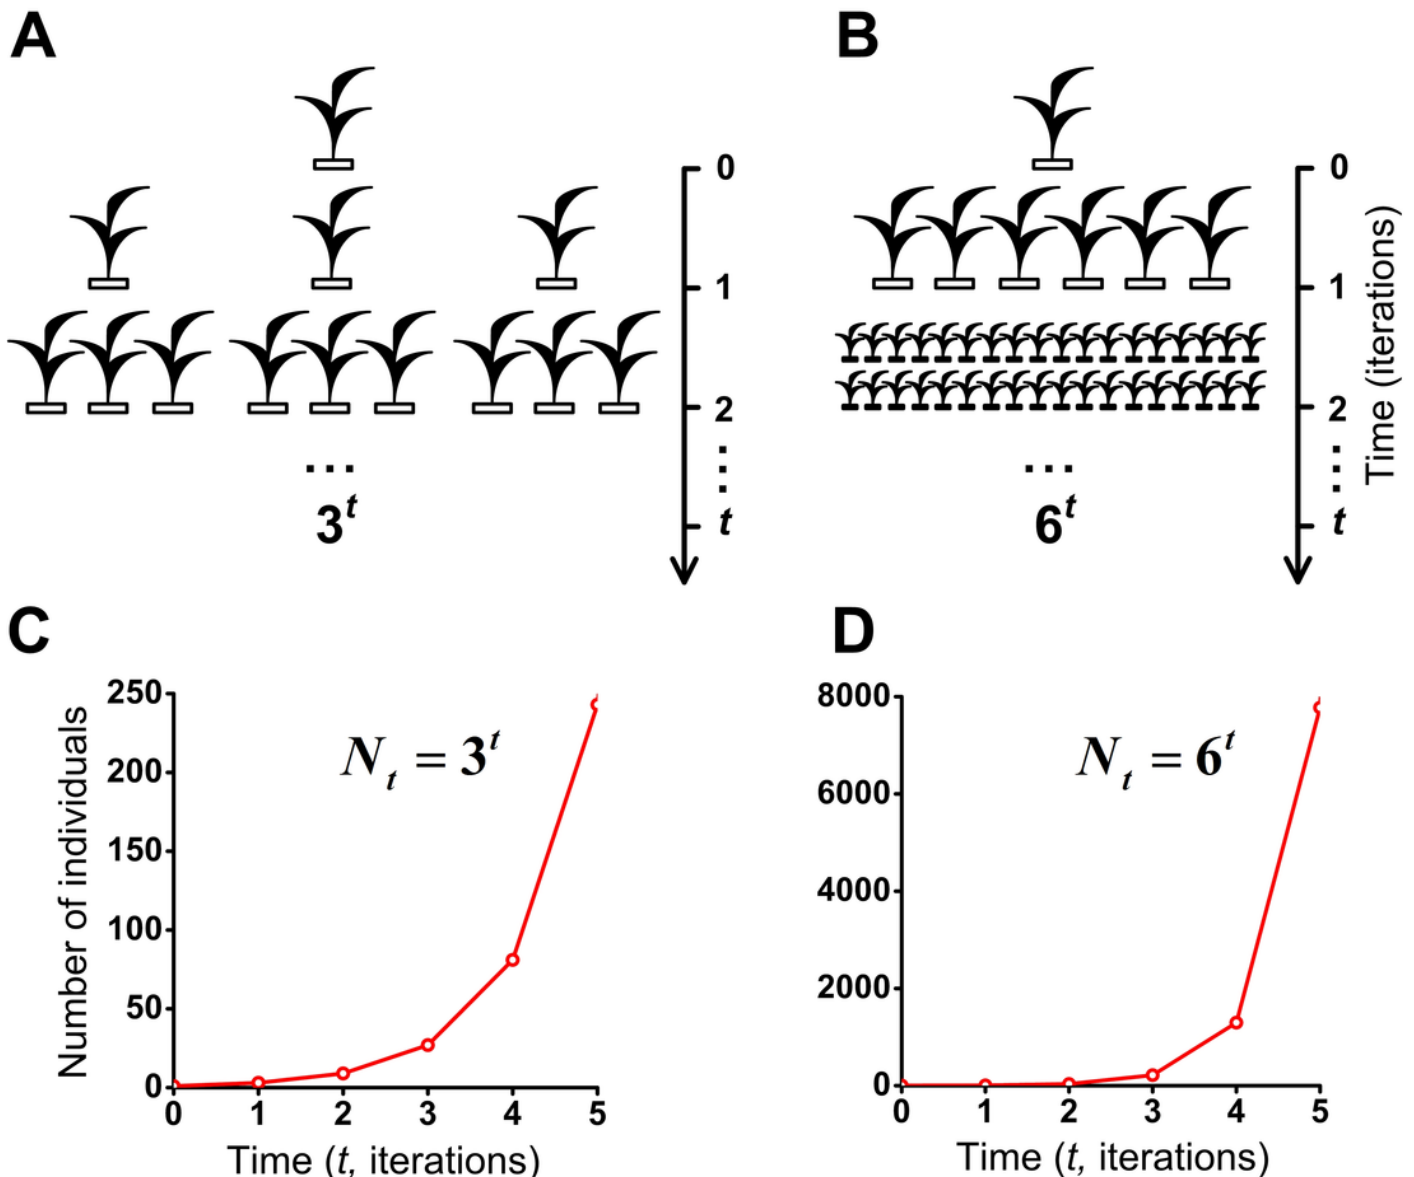 A
0
1
2
...
t
...
3^t
B
0
1
2
...
t
Time (iterations)
...
6^t
C
250
200
150
100
50
0
Number of individuals
N_t = 3^t
0 1 2 3 4 5
Time (t, iterations)
D
8000
6000
4000
2000
0
N_t = 6^t
0 1 2 3 4 5
Time (t, iterations)